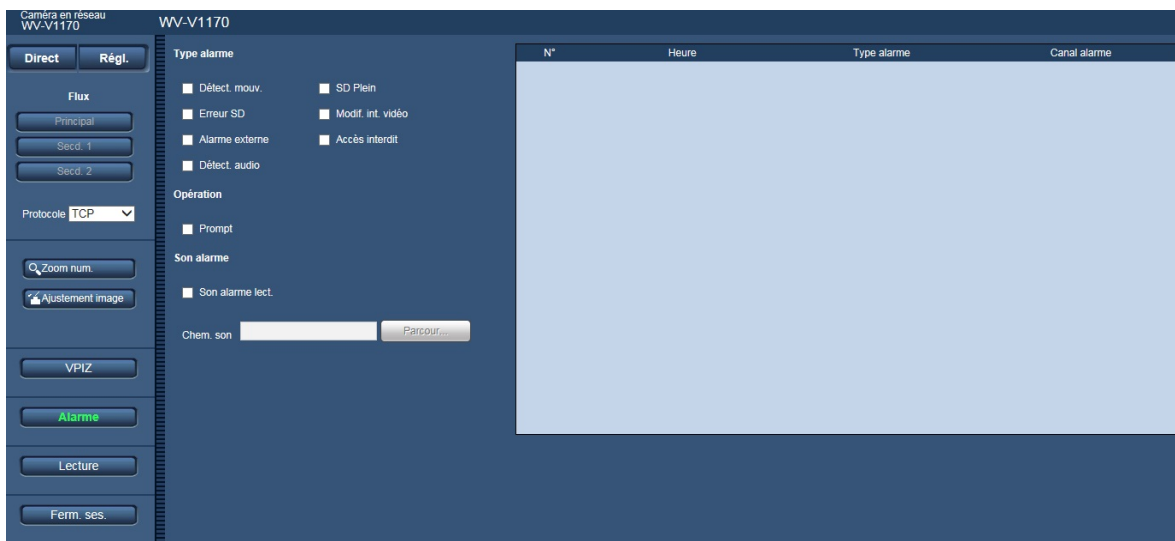 Caméra en réseau
WV-V1170
WV-V1170
Direct
Régl.
Flux
Principal
Secd. 1
Secd. 2
Protocole TCP
Zoom num.
Ajustement image
VPIZ
Alarme
Lecture
Ferm. ses.
Type alarme
Détect. mouv.
SD Plein
Erreur SD
Modif. int. vidéo
Alarme externe
Accès interdit
Détect. audio
Opération
Prompt
Son alarme
Son alarme lect.
Chem. son
Parcour...
N°
Heure
Type alarme
Canal alarme